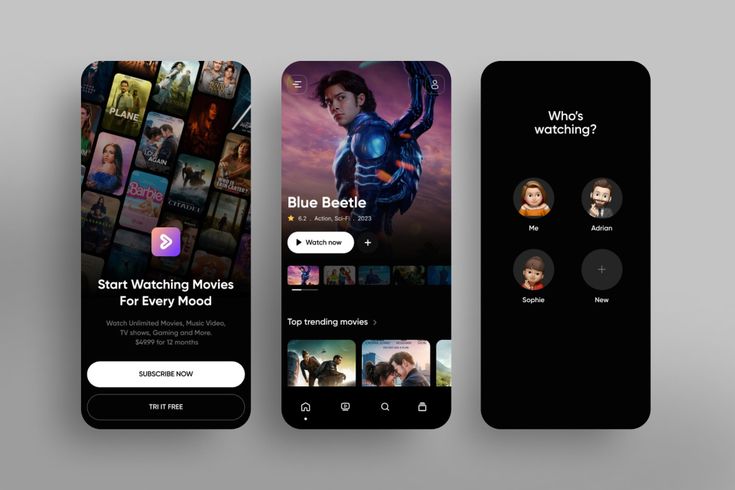 PLANE
LOVE
AGAIN
Barbie
CITADEL
Start Watching Movies
For Every Mood
Watch Unlimited Movies, Music Video,
TV shows, Gaming and More.
$49.99 for 12 months
SUBSCRIBE NOW
TRI IT FREE
Blue Beetle
6.2 . Action, Sci-Fi . 2023
Watch now
Top trending movies
Who's
watching?
Me
Adrian
Sophie
New